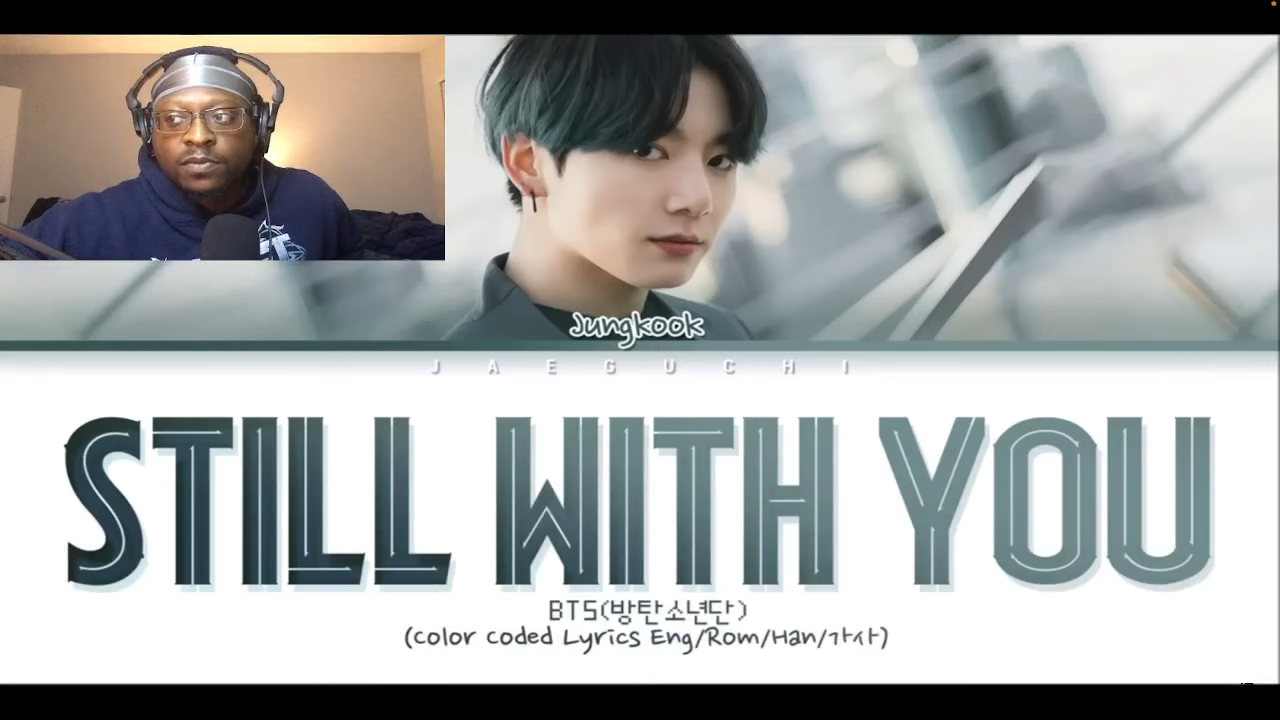 Jungkook
JAEGUCHI
STILL WITH YOU
BTS(방탄소년단)
(Color Coded Lyrics Eng/Rom/Han/가사)